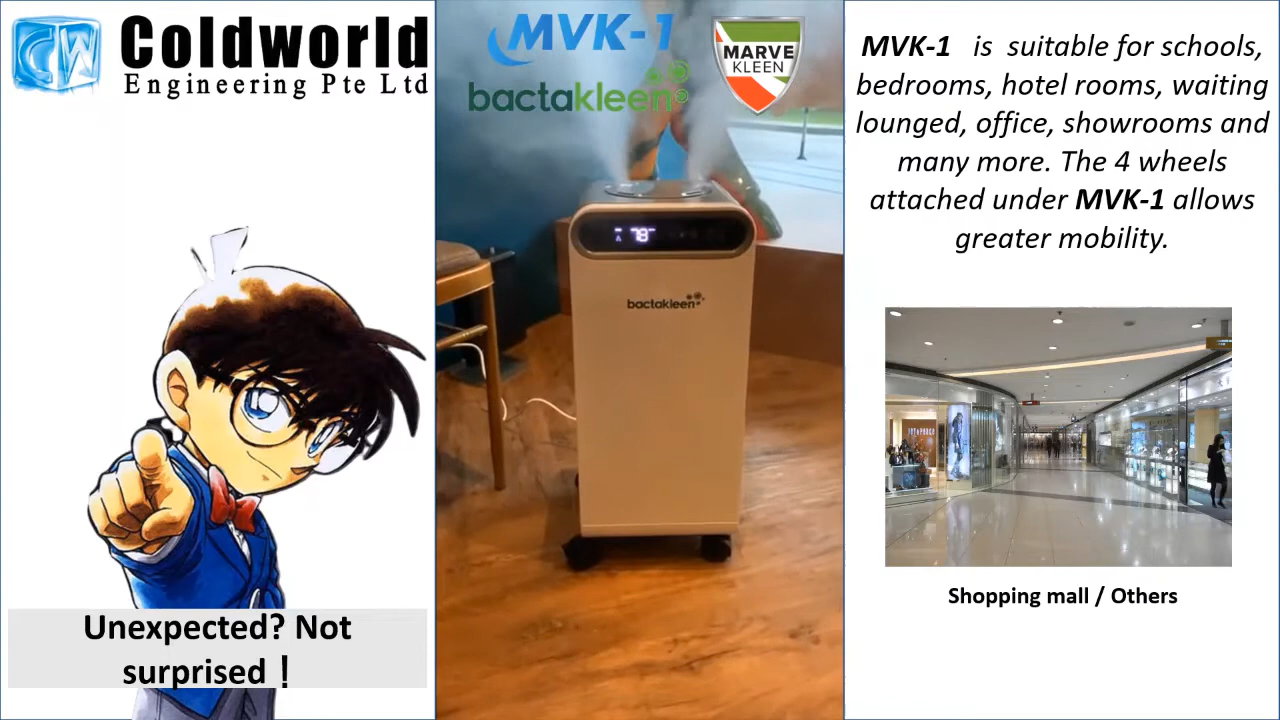 Coldworld
Engineering Pte Ltd
CW
Unexpected? Not
surprised！
MVK-1
bactakleen
MARVE
KLEEN
78
bactakleen
MVK-1 is suitable for schools,
bedrooms, hotel rooms, waiting
lounged, office, showrooms and
many more. The 4 wheels
attached under MVK-1 allows
greater mobility.
Shopping mall / Others